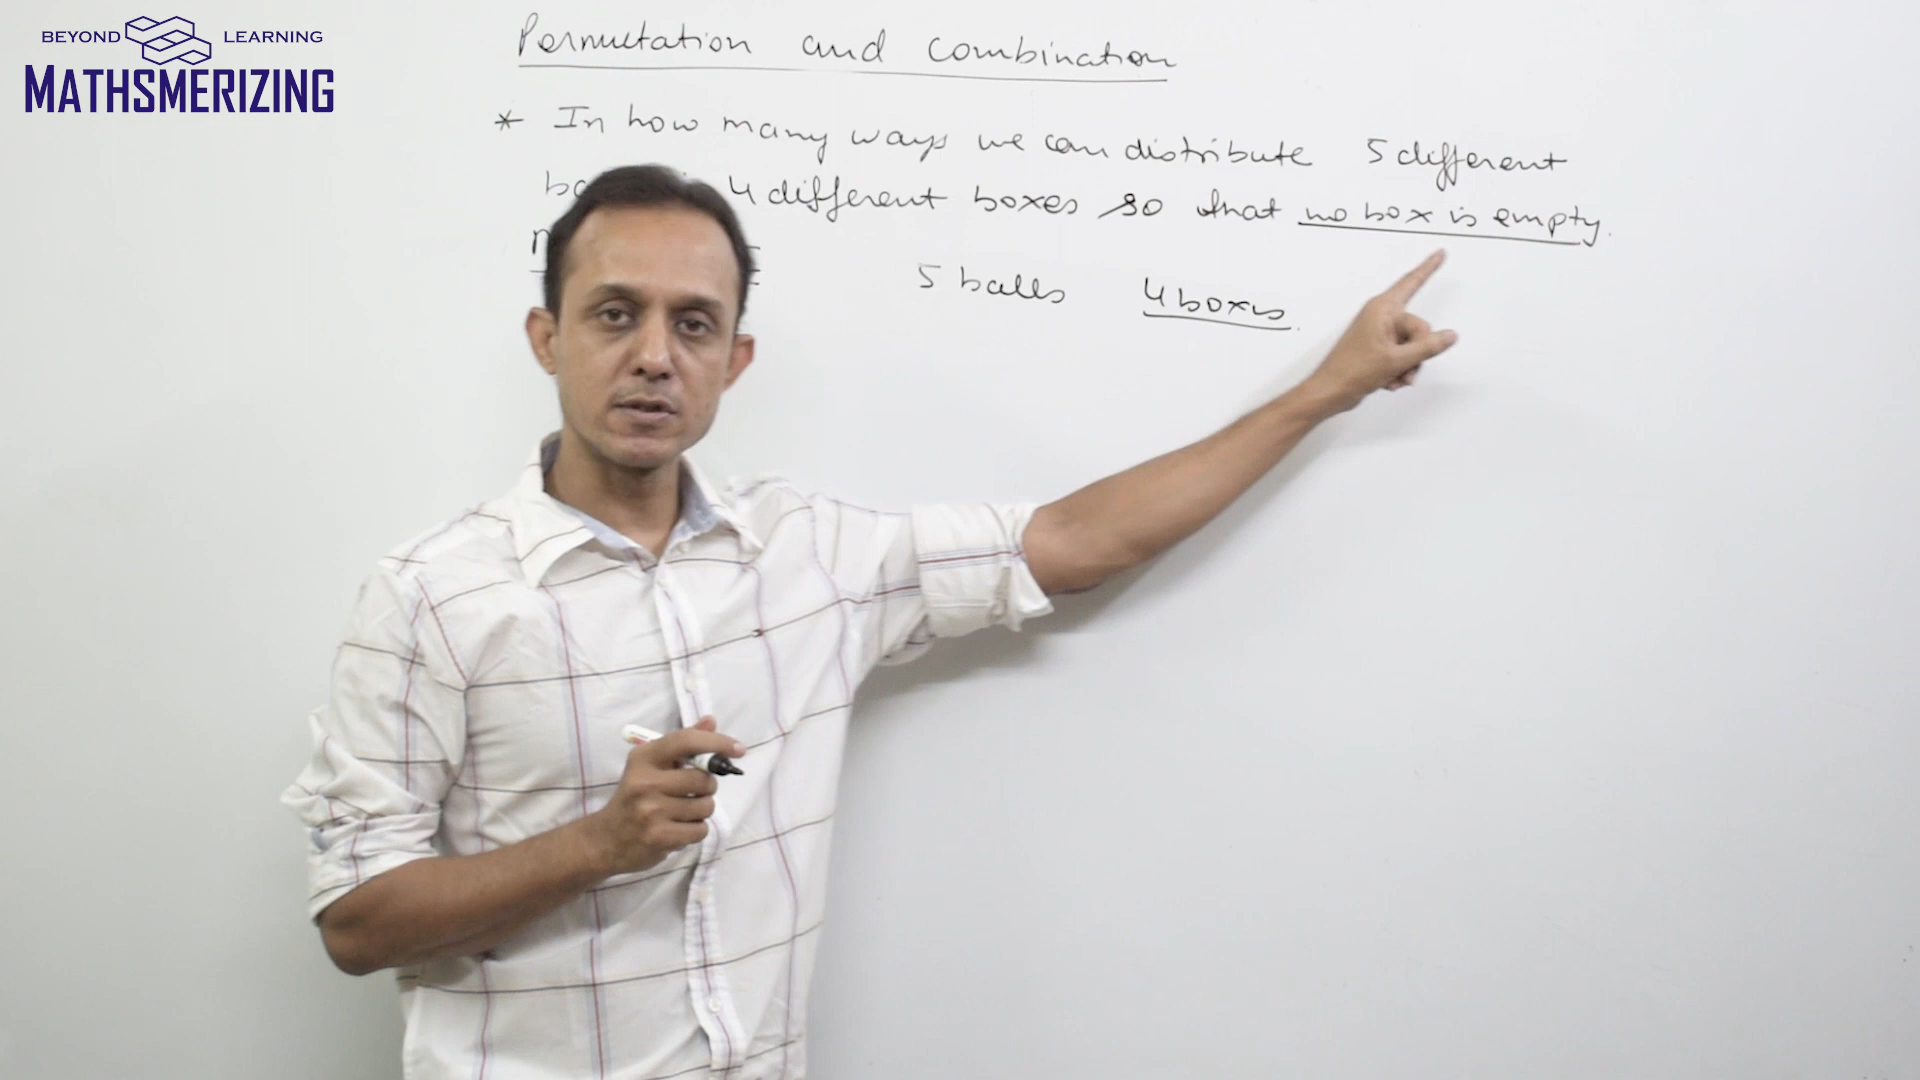 BEYOND LEARNING
MATHSMERIZING
Permutation and combination
* In how many ways we can distribute 5 different
4 different boxes so that no box is empty.
5 balls 4 boxes.